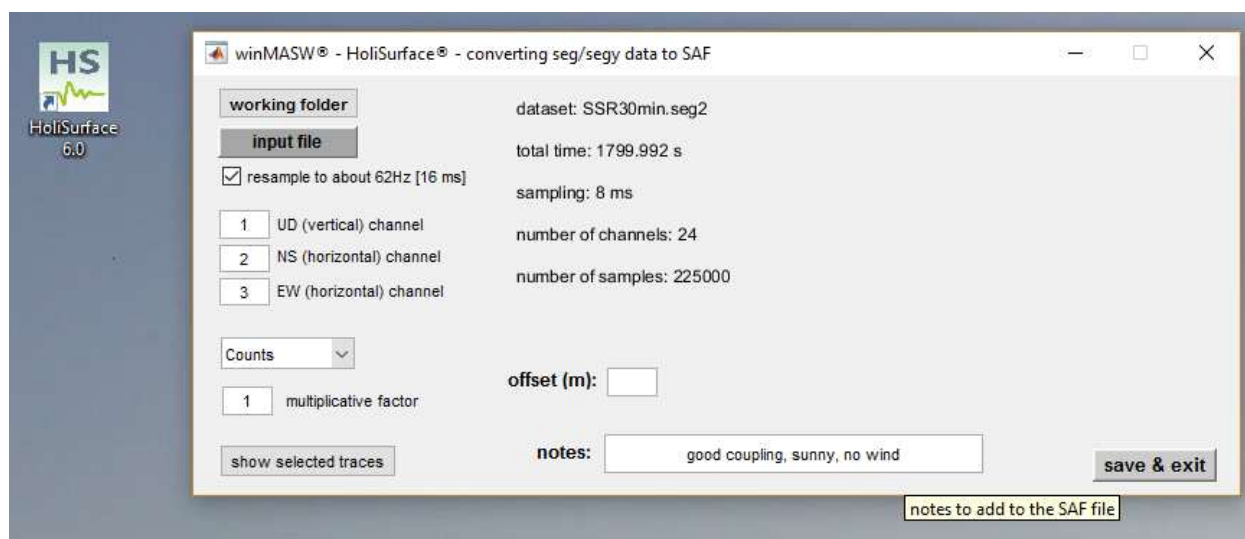 HS
HoliSurface
6.0
winMASW® - HoliSurface® - converting seg/segy data to SAF
working folder
input file
resample to about 62Hz [16 ms]
1 UD (vertical) channel
2 NS (horizontal) channel
3 EW (horizontal) channel
Counts
1 multiplicative factor
show selected traces
dataset: SSR30min.seg2
total time: 1799.992 s
sampling: 8 ms
number of channels: 24
number of samples: 225000
offset (m):
notes: good coupling, sunny, no wind
save & exit
notes to add to the SAF file